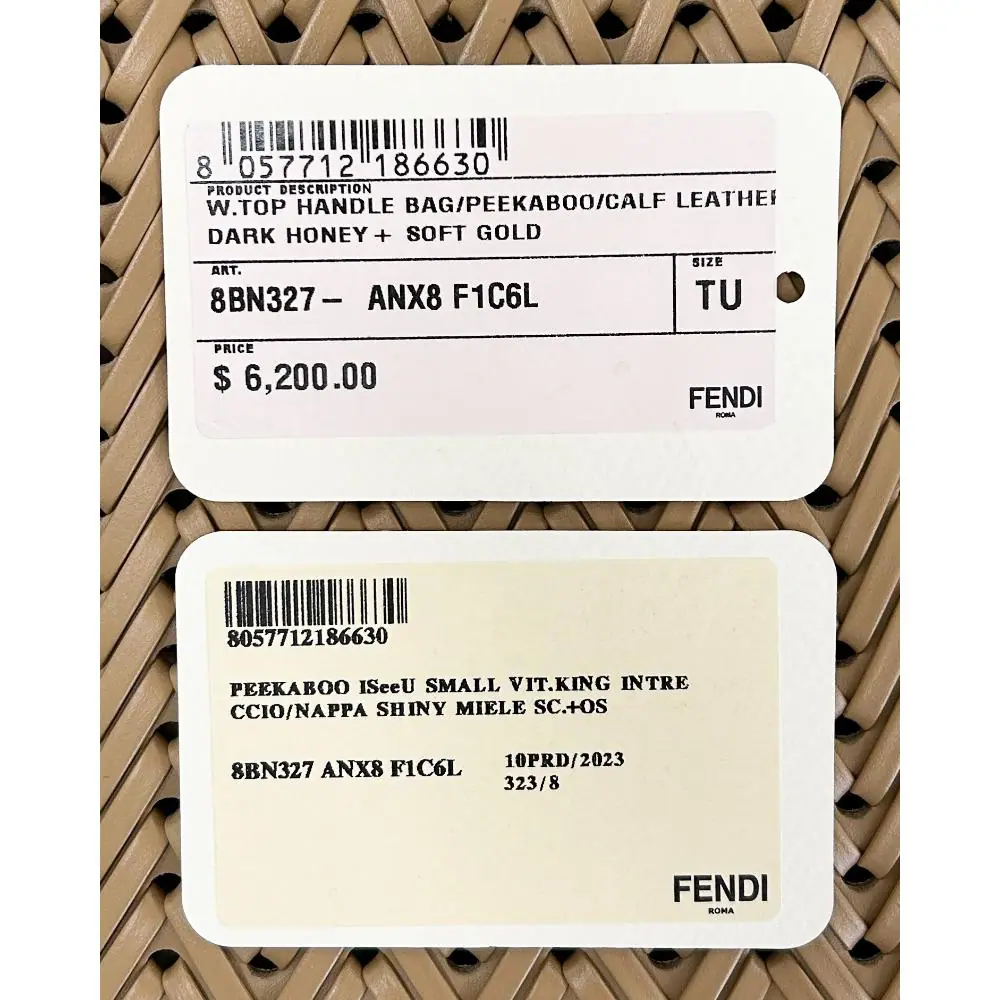 8 057712 186630
PRODUCT DESCRIPTION
W.TOP HANDLE BAG/PEEKABOO/CALF LEATHER
DARK HONEY+ SOFT GOLD
ART.
SIZE
8BN327- ANX8 F1C6L
TU
PRICE
$ 6,200.00
FENDI
ROMA
8057712186630
PEEKABOO ISeeU SMALL VIT.KING INTRE
CCIO/NAPPA SHINY MIELE SC.+OS
8BN327 ANX8 F1C6L
10PRD/2023
323/8
FENDI
ROMA